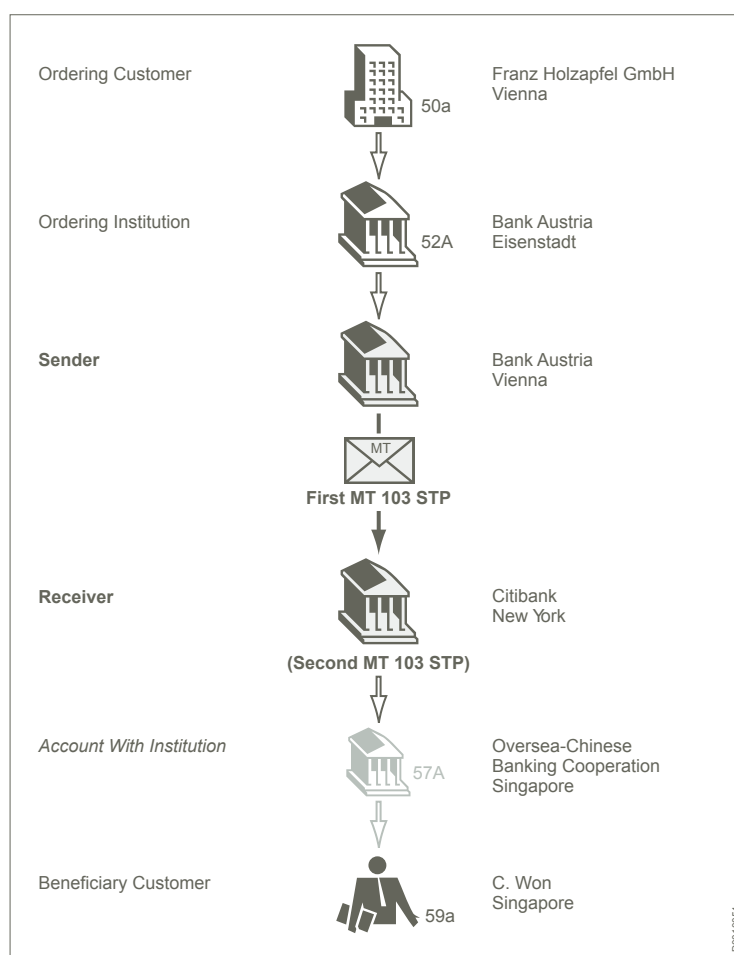 Ordering Customer
50a
Franz Holzapfel GmbH
Vienna
Ordering Institution
52A
Bank Austria
Eisenstadt
Sender
Bank Austria
Vienna
MT
First MT 103 STP
Receiver
Citibank
New York
(Second MT 103 STP)
Account With Institution
57A
Oversea-Chinese
Banking Cooperation
Singapore
Beneficiary Customer
59a
C. Won
Singapore